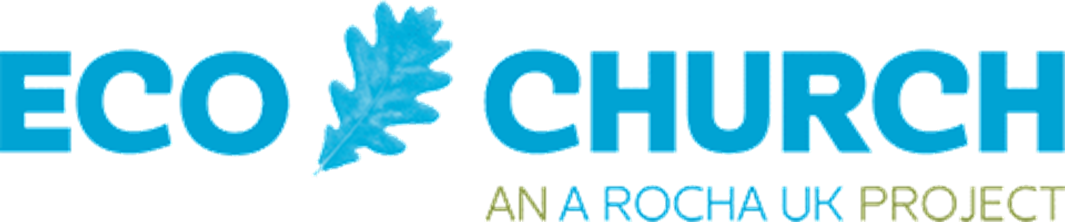 ECO CHURCH
AN A ROCHA UK PROJECT